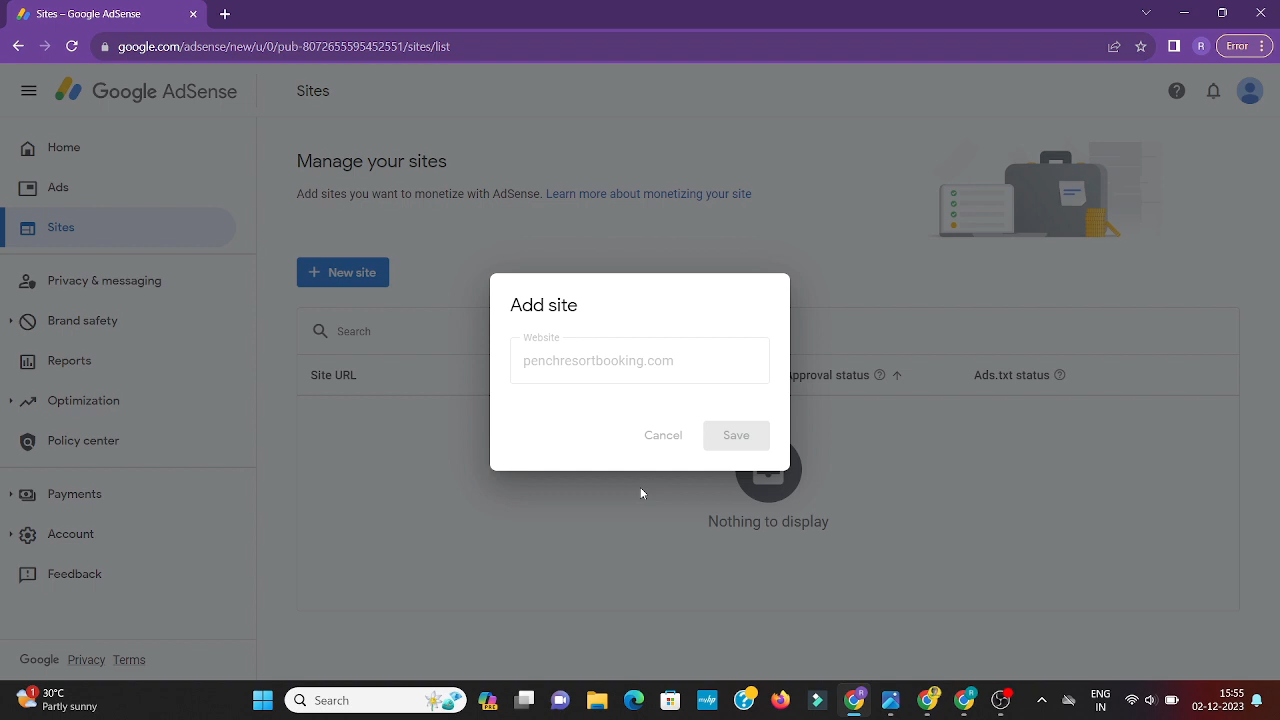 Sites – Google AdSense
google.com/adsense/new/u/0/pub-8072655595452551/sites/list
R
Error
Google AdSense
Sites
Home
Ads
Sites
Privacy & messaging
Brand safety
Reports
Optimization
Policy center
Payments
Account
Feedback
Google Privacy Terms
Manage your sites
Add sites you want to monetize with AdSense. Learn more about monetizing your site
+ New site
Search
Site URL
Approval status
Ads.txt status
Nothing to display
Add site
Website
penchresortbooking.com
Cancel
Save
1
30°C
Partly sunny
Search
ENG
IN
13:55
02-12-2023